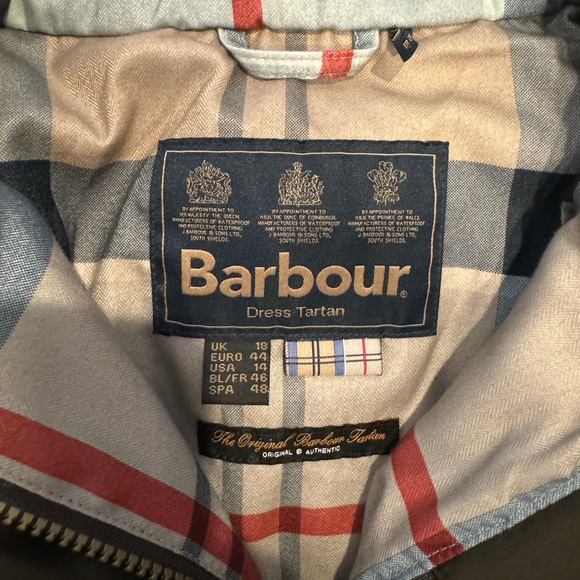 BY APPOINTMENT TO
HER MAJESTY THE QUEEN
MANUFACTURERS OF WATERPROOF
AND PROTECTIVE CLOTHING
J. BARBOUR & SONS LTD.,
SOUTH SHIELDS.
BY APPOINTMENT TO
H.R.H. THE DUKE OF EDINBURGH,
MANUFACTURERS OF WATERPROOF
AND PROTECTIVE CLOTHING
J. BARBOUR & SONS LTD.,
SOUTH SHIELDS.
BY APPOINTMENT TO
H.R.H. THE PRINCE OF WALES,
MANUFACTURERS OF WATERPROOF
AND PROTECTIVE CLOTHING
J. BARBOUR & SONS LTD.,
SOUTH SHIELDS.
Barbour®
Dress Tartan
UK 18
EURO 44
USA 14
BL/FR 46
SPA 48
The Original Barbour Tartan
ORIGINAL ® AUTHENTIC